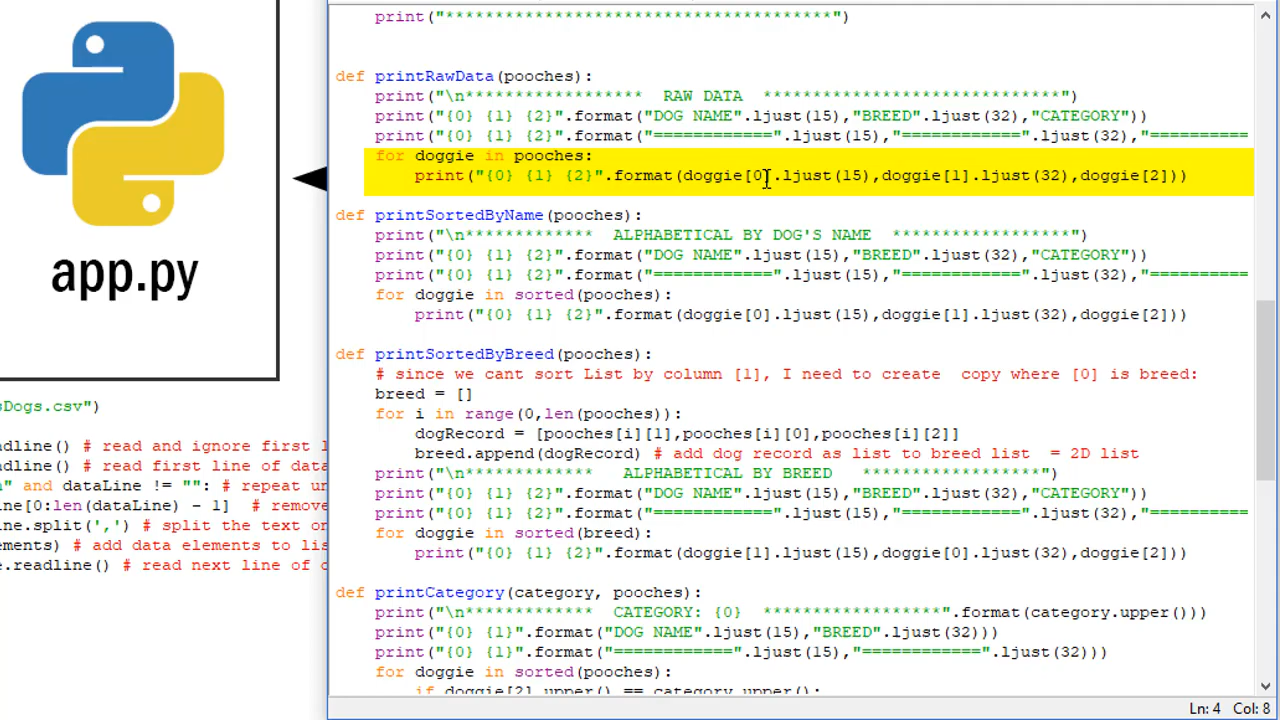 print("***************************************")
def printRawData(pooches):
print("\n****************** RAW DATA ******************************")
print("{0} {1} {2}".format("DOG NAME".ljust(15),"BREED".ljust(32),"CATEGORY"))
print("{0} {1} {2}".format("============".ljust(15),"============".ljust(32),"==========
for doggie in pooches:
print("{0} {1} {2}".format(doggie[0].ljust(15),doggie[1].ljust(32),doggie[2]))
def printSortedByName(pooches):
print("\n************* ALPHABETICAL BY DOG'S NAME ******************")
print("{0} {1} {2}".format("DOG NAME".ljust(15),"BREED".ljust(32),"CATEGORY"))
print("{0} {1} {2}".format("============".ljust(15),"============".ljust(32),"==========
for doggie in sorted(pooches):
print("{0} {1} {2}".format(doggie[0].ljust(15),doggie[1].ljust(32),doggie[2]))
def printSortedByBreed(pooches):
# since we cant sort List by column [1], I need to create  copy where [0] is breed:
breed = []
for i in range(0,len(pooches)):
dogRecord = [pooches[i][1],pooches[i][0],pooches[i][2]]
breed.append(dogRecord) # add dog record as list to breed list  = 2D list
print("\n************* ALPHABETICAL BY BREED ******************")
print("{0} {1} {2}".format("DOG NAME".ljust(15),"BREED".ljust(32),"CATEGORY"))
print("{0} {1} {2}".format("============".ljust(15),"============".ljust(32),"==========
for doggie in sorted(breed):
print("{0} {1} {2}".format(doggie[1].ljust(15),doggie[0].ljust(32),doggie[2]))
def printCategory(category, pooches):
print("\n************* CATEGORY: {0} ******************".format(category.upper()))
print("{0} {1}".format("DOG NAME".ljust(15),"BREED".ljust(32)))
print("{0} {1}".format("============".ljust(15),"============".ljust(32)))
for doggie in sorted(pooches):
if doggie[2].upper() == category.upper():
Ln: 4 Col: 8
app.py
sDogs.csv")
adline() # read and ignore first l
adline() # read first line of data
n" and dataLine != "": # repeat un
ine[0:len(dataLine) - 1]  # remove
ine.split(',') # split the text on
ements) # add data elements to lis
e.readline() # read next line of